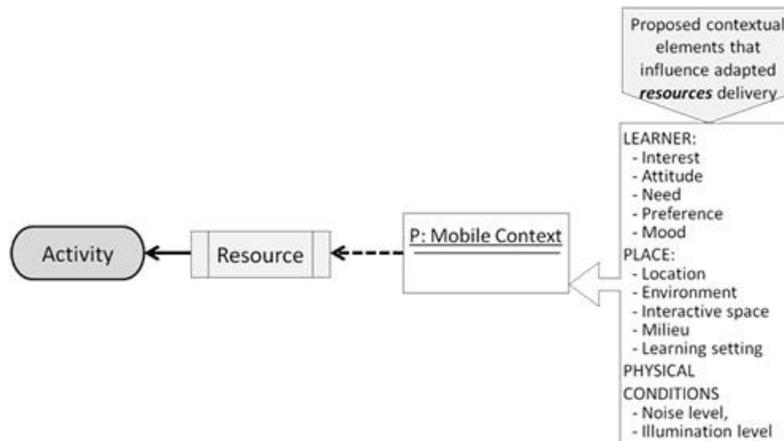 Proposed contextual
elements that
influence adapted
resources delivery
LEARNER:
- Interest
- Attitude
- Need
- Preference
- Mood
PLACE:
- Location
- Environment
- Interactive space
- Milieu
- Learning setting
PHYSICAL
CONDITIONS
- Noise level,
- Illumination level
P: Mobile Context
Resource
Activity